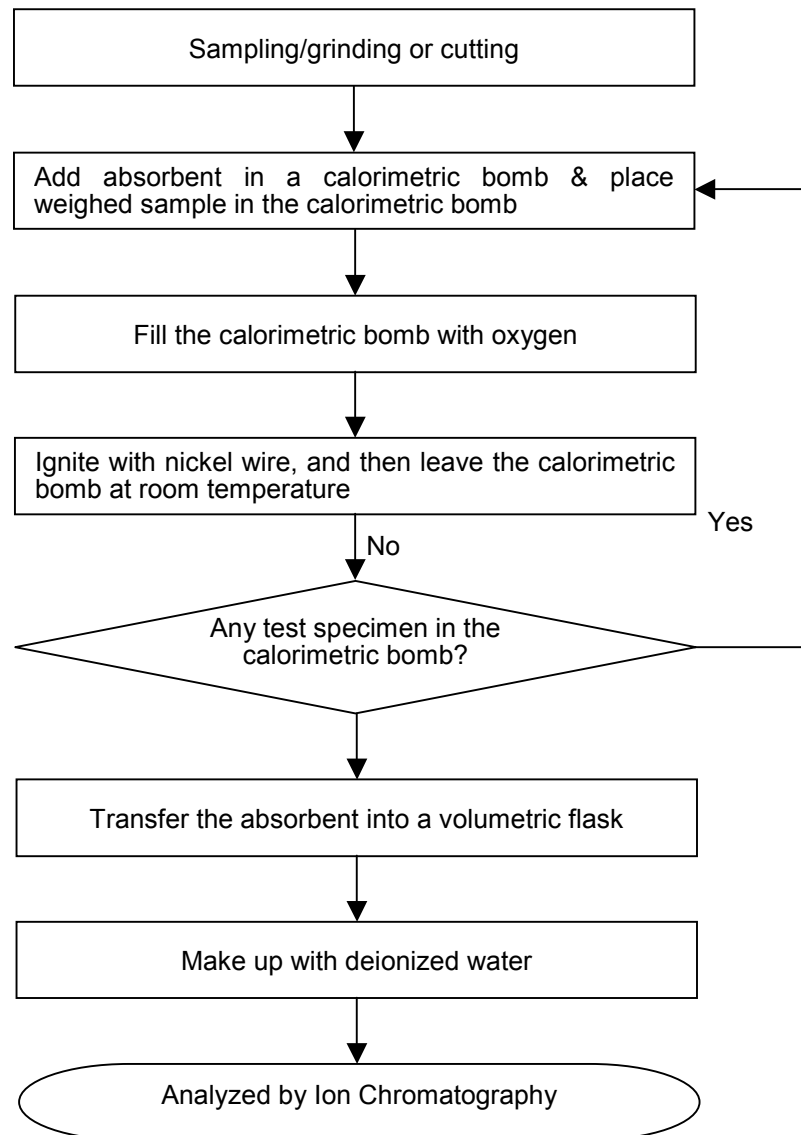 Sampling/grinding or cutting
Add absorbent in a calorimetric bomb & place
weighed sample in the calorimetric bomb
Fill the calorimetric bomb with oxygen
Ignite with nickel wire, and then leave the calorimetric
bomb at room temperature
Yes
No
Any test specimen in the
calorimetric bomb?
Transfer the absorbent into a volumetric flask
Make up with deionized water
Analyzed by Ion Chromatography